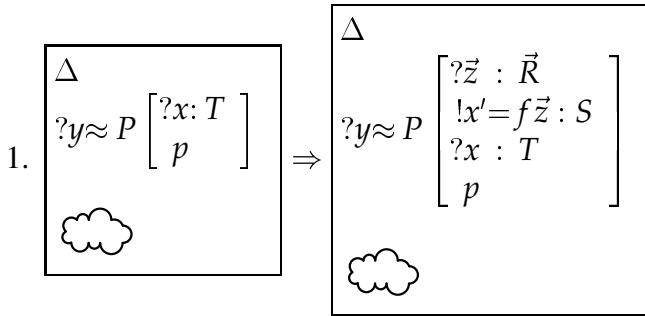 1.
Δ
?y≈ P [ ?x: T
p ]
⇒
Δ
?y≈ P [ ?z⃗ : R⃗
!x′= f z⃗ : S
?x : T
p ]